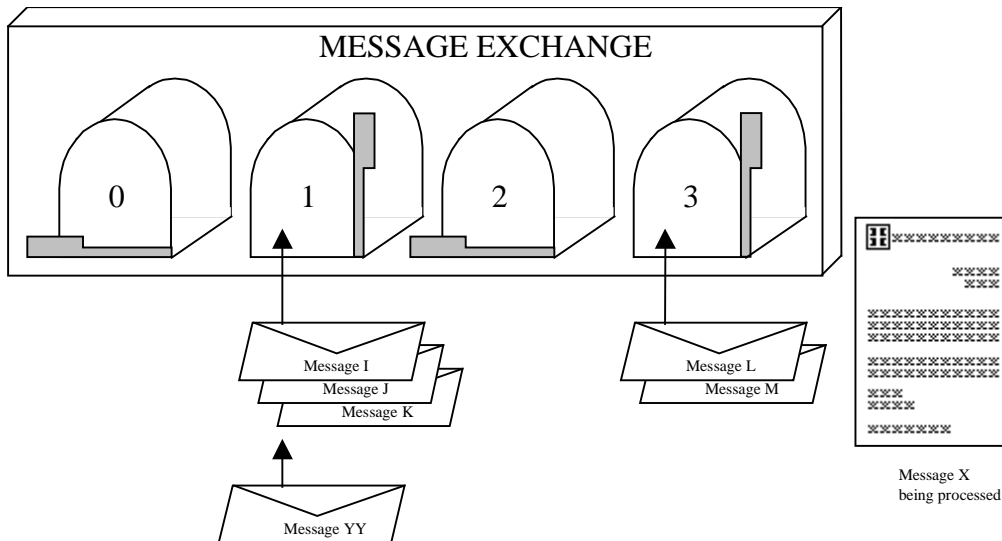 MESSAGE EXCHANGE
0 1 2 3
Message I
Message J
Message K
Message L
Message M
Message YY
Message X
being processed